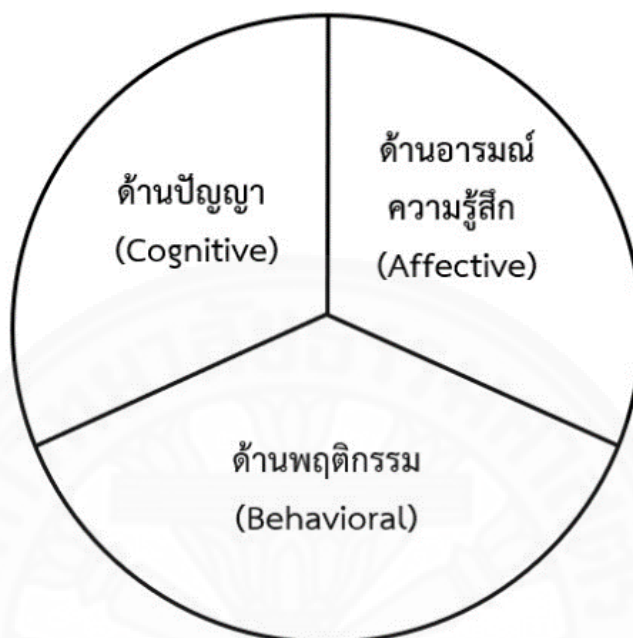 ด้านปัญญา
(Cognitive)
ด้านอารมณ์
ความรู้สึก
(Affective)
ด้านพฤติกรรม
(Behavioral)